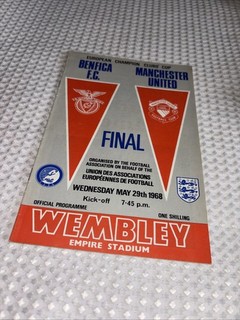 EUROPEAN CHAMPION CLUBS' CUP
BENFICA F.C.
MANCHESTER UNITED
FINAL
ORGANISED BY THE FOOTBALL
ASSOCIATION ON BEHALF OF THE
UNION DES ASSOCIATIONS
EUROPÉENNES DE FOOTBALL
WEDNESDAY MAY 29th 1968
Kick-off 7-45 p.m.
OFFICIAL PROGRAMME
ONE SHILLING
WEMBLEY
EMPIRE STADIUM